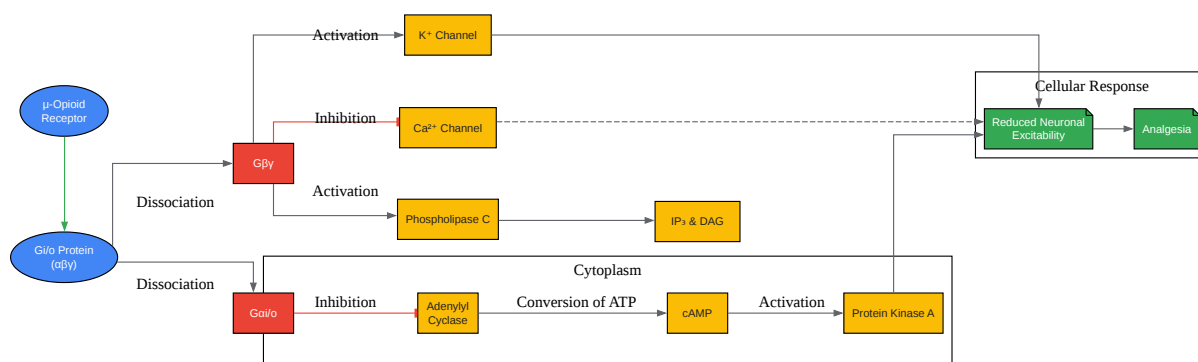 Activation
K⁺ Channel
Cellular Response
μ-Opioid
Receptor
Inhibition
Ca²⁺ Channel
Reduced Neuronal
Excitability
Analgesia
Gβγ
Activation
Dissociation
Phospholipase C
IP₃ & DAG
Gi/o Protein
(αβγ)
Cytoplasm
Dissociation
Gαi/o
Inhibition
Adenylyl
Cyclase
Conversion of ATP
cAMP
Activation
Protein Kinase A